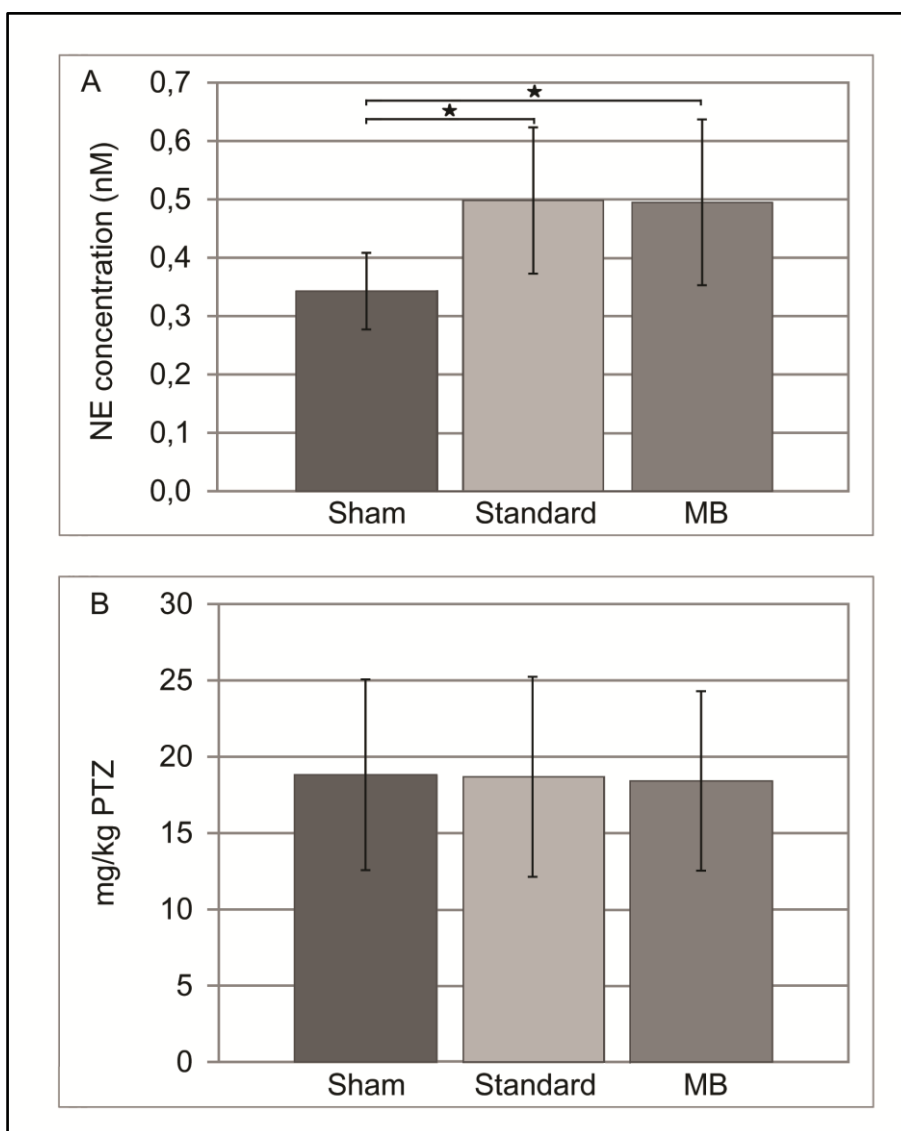 A
NE concentration (nM)
0,7
0,6
0,5
0,4
0,3
0,2
0,1
0,0
★
★
Sham Standard MB
B
mg/kg PTZ
30
25
20
15
10
5
0
Sham Standard MB